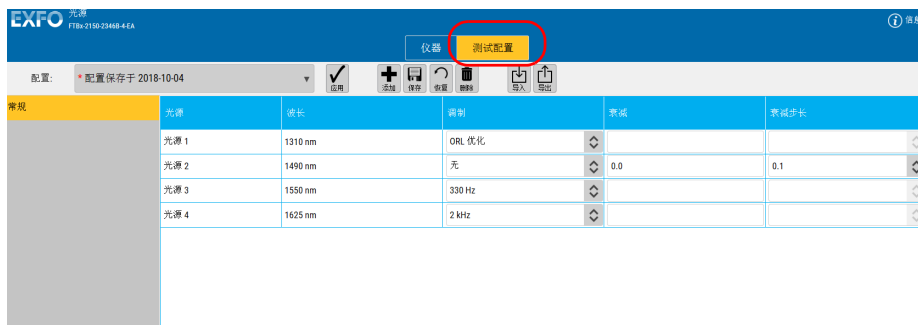 EXFO 光源
FTBx-2150-2346B-4-EA
信息
仪器 测试配置
配置: * 配置保存于 2018-10-04
应用 添加 保存 恢复 删除 导入 导出
常规
光源 波长 调制 衰减 衰减步长
光源 1 1310 nm ORL 优化
光源 2 1490 nm 无 0.0 0.1
光源 3 1550 nm 330 Hz
光源 4 1625 nm 2 kHz